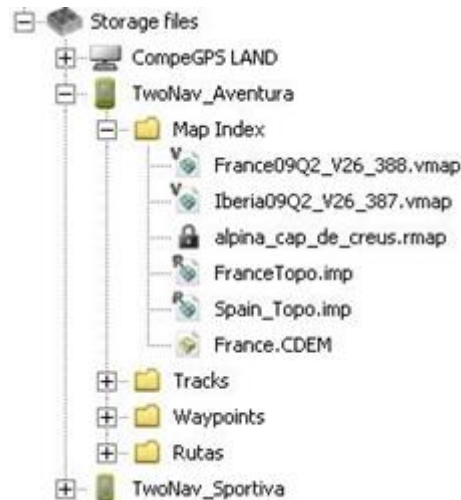 Storage files
CompeGPS LAND
TwoNav_Aventura
Map Index
V France09Q2_V26_388.vmap
V Iberia09Q2_V26_387.vmap
alpina_cap_de_creus.rmap
R FranceTopo.imp
R Spain_Topo.imp
France.CDEM
Tracks
Waypoints
Rutas
TwoNav_Sportiva